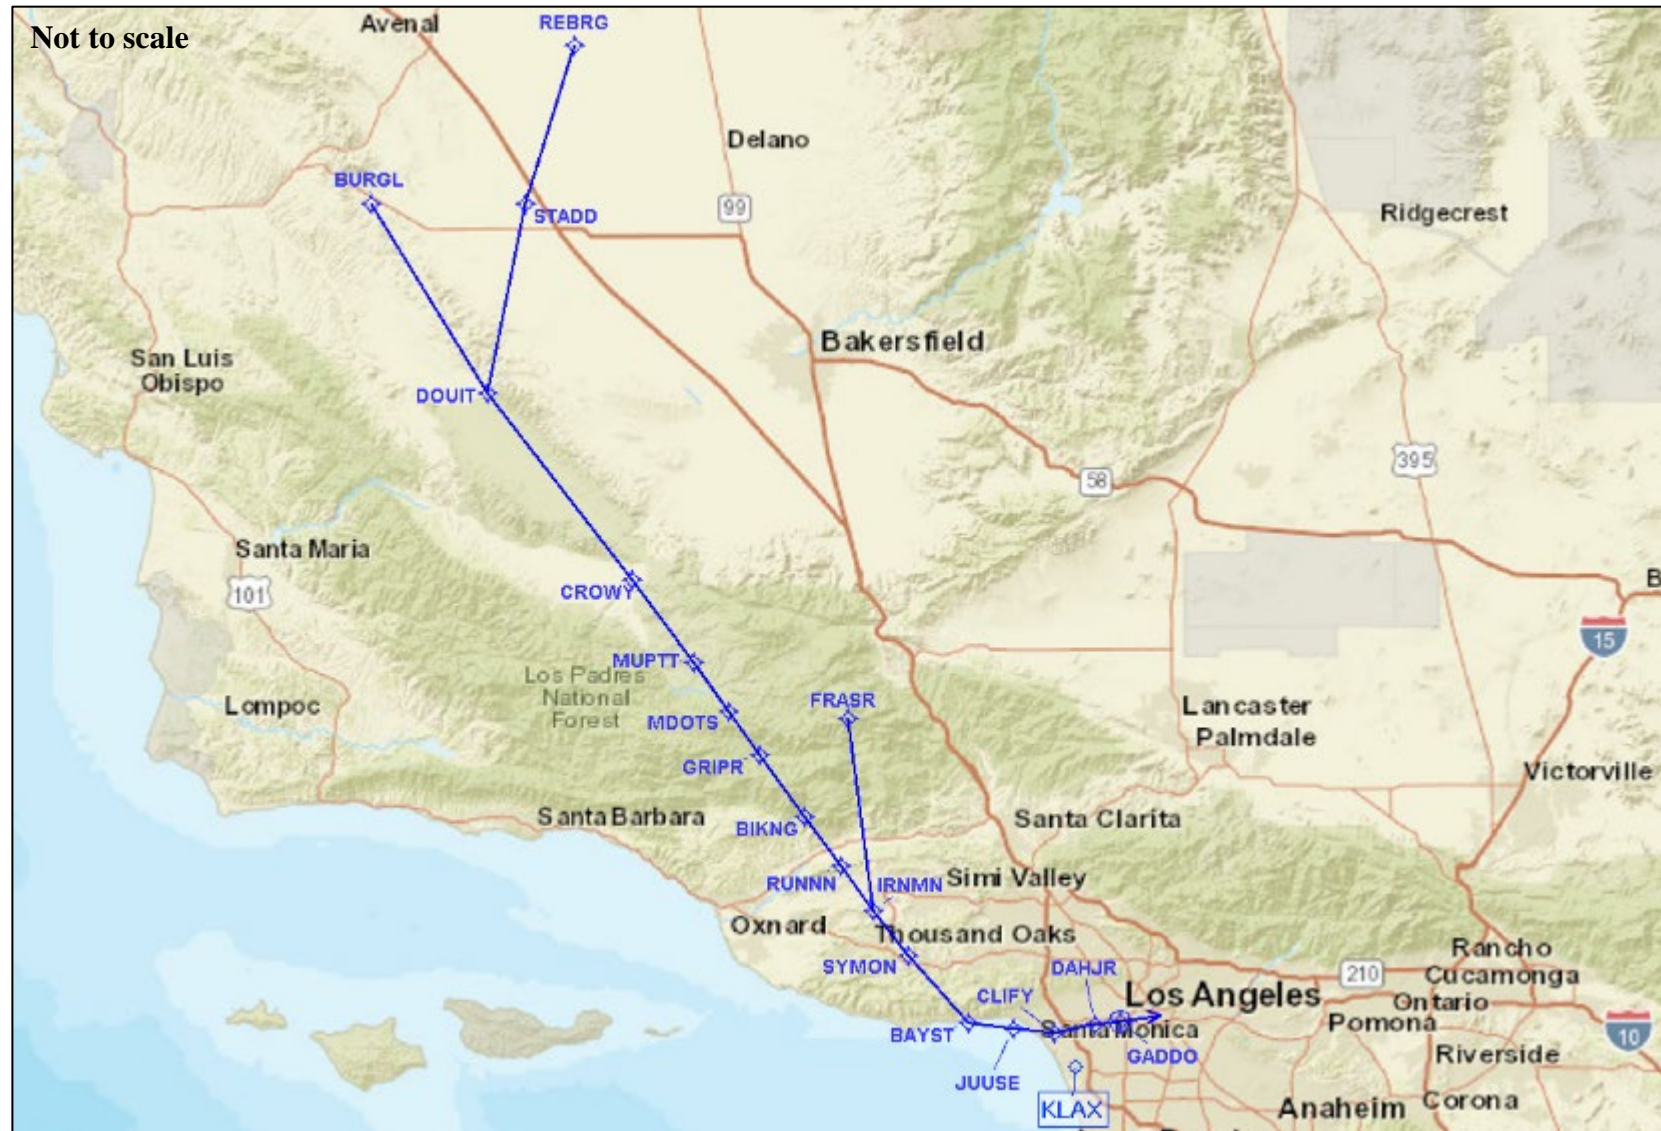 Not to scale
Avenal
REBRG
Delano
BURGL
99
STADD
Ridgecrest
Bakersfield
San Luis
Obispo
DOUIT
395
58
Santa Maria
101
CROWY
B
15
MUPTT
Los Padres
National
Forest
FRASR
Lompoc
MDOTS
Lancaster
Palmdale
GRIPR
Victorville
Santa Barbara
BIKNG
Santa Clarita
RUNNN
IRNMN
Simi Valley
Oxnard
Thousand Oaks
SYMON
DAHJR
210
Rancho
Cucamonga
CLIFY
Los Angeles
Ontario
BAYST
Santa Monica
Pomona
10
GADDO
Riverside
JUUSE
KLAX
Anaheim
Corona